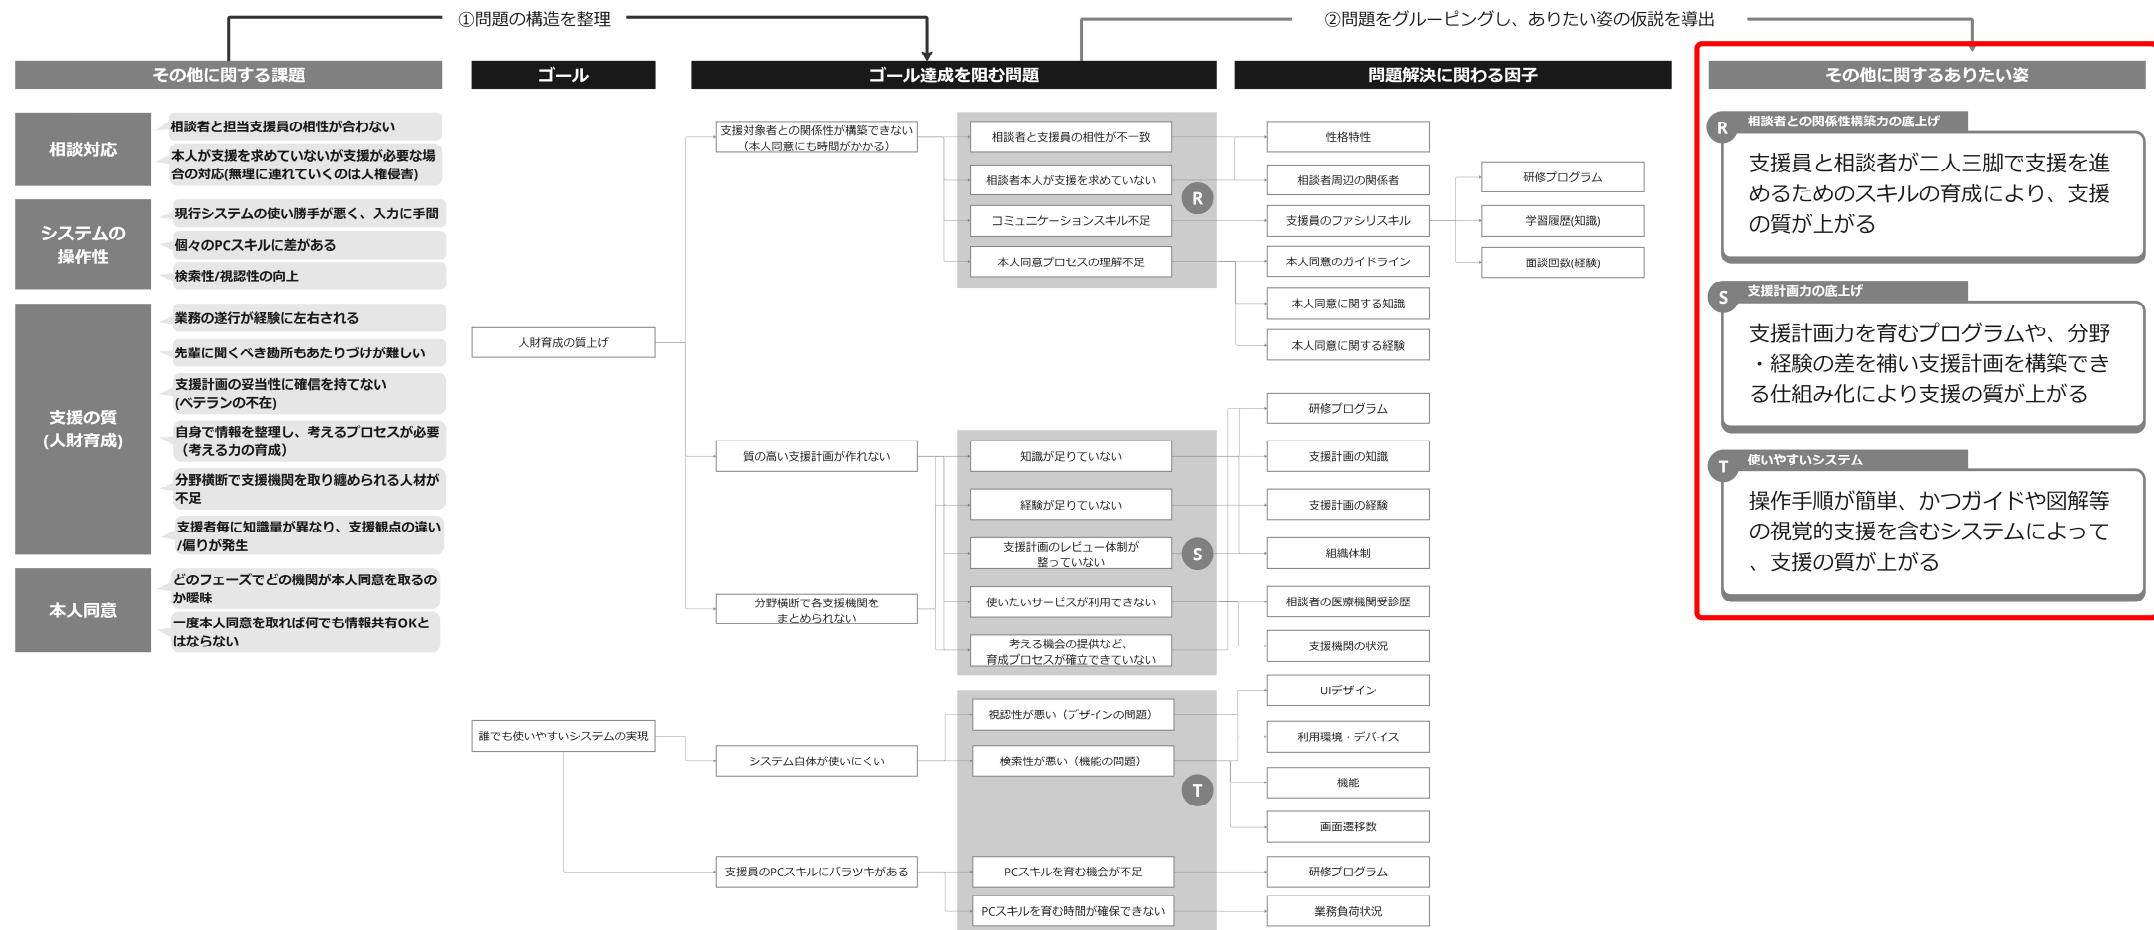 ①問題の構造を整理
②問題をグルーピングし、ありたい姿の仮説を導出
その他に関する課題
ゴール
ゴール達成を阻む問題
問題解決に関わる因子
その他に関するありたい姿
相談対応
相談者と担当支援員の相性が合わない
本人が支援を求めていないが支援が必要な場
合の対応(無理に連れていくのは人権侵害)
システムの
操作性
現行システムの使い勝手が悪く、入力に手間
個々のPCスキルに差がある
検索性/視認性の向上
支援の質
(人財育成)
業務の遂行が経験に左右される
先輩に聞くべき勘所もあたりづけが難しい
支援計画の妥当性に確信を持てない
(ベテランの不在)
自身で情報を整理し、考えるプロセスが必要
（考える力の育成）
分野横断で支援機関を取り纏められる人材が
不足
支援者毎に知識量が異なり、支援観点の違い
/偏りが発生
本人同意
どのフェーズでどの機関が本人同意を取るの
か曖昧
一度本人同意を取れば何でも情報共有OKと
はならない
人財育成の質上げ
誰でも使いやすいシステムの実現
支援対象者との関係性が構築できない
（本人同意にも時間がかかる）
質の高い支援計画が作れない
分野横断で各支援機関を
まとめられない
システム自体が使いにくい
支援員のPCスキルにバラツキがある
相談者と支援員の相性が不一致
相談者本人が支援を求めていない
コミュニケーションスキル不足
本人同意プロセスの理解不足
R
知識が足りていない
経験が足りていない
支援計画のレビュー体制が
整っていない
使いたいサービスが利用できない
考える機会の提供など、
育成プロセスが確立できていない
S
視認性が悪い（デザインの問題）
検索性が悪い（機能の問題）
T
PCスキルを育む機会が不足
PCスキルを育む時間が確保できない
性格特性
相談者周辺の関係者
支援員のファシリスキル
本人同意のガイドライン
本人同意に関する知識
本人同意に関する経験
研修プログラム
支援計画の知識
支援計画の経験
組織体制
相談者の医療機関受診歴
支援機関の状況
UIデザイン
利用環境・デバイス
機能
画面遷移数
研修プログラム
業務負荷状況
研修プログラム
学習履歴(知識)
面談回数(経験)
R
相談者との関係性構築力の底上げ
支援員と相談者が二人三脚で支援を進
めるためのスキルの育成により、支援
の質が上がる
S
支援計画力の底上げ
支援計画力を育むプログラムや、分野
・経験の差を補い支援計画を構築でき
る仕組み化により支援の質が上がる
T
使いやすいシステム
操作手順が簡単、かつガイドや図解等
の視覚的支援を含むシステムによって
、支援の質が上がる